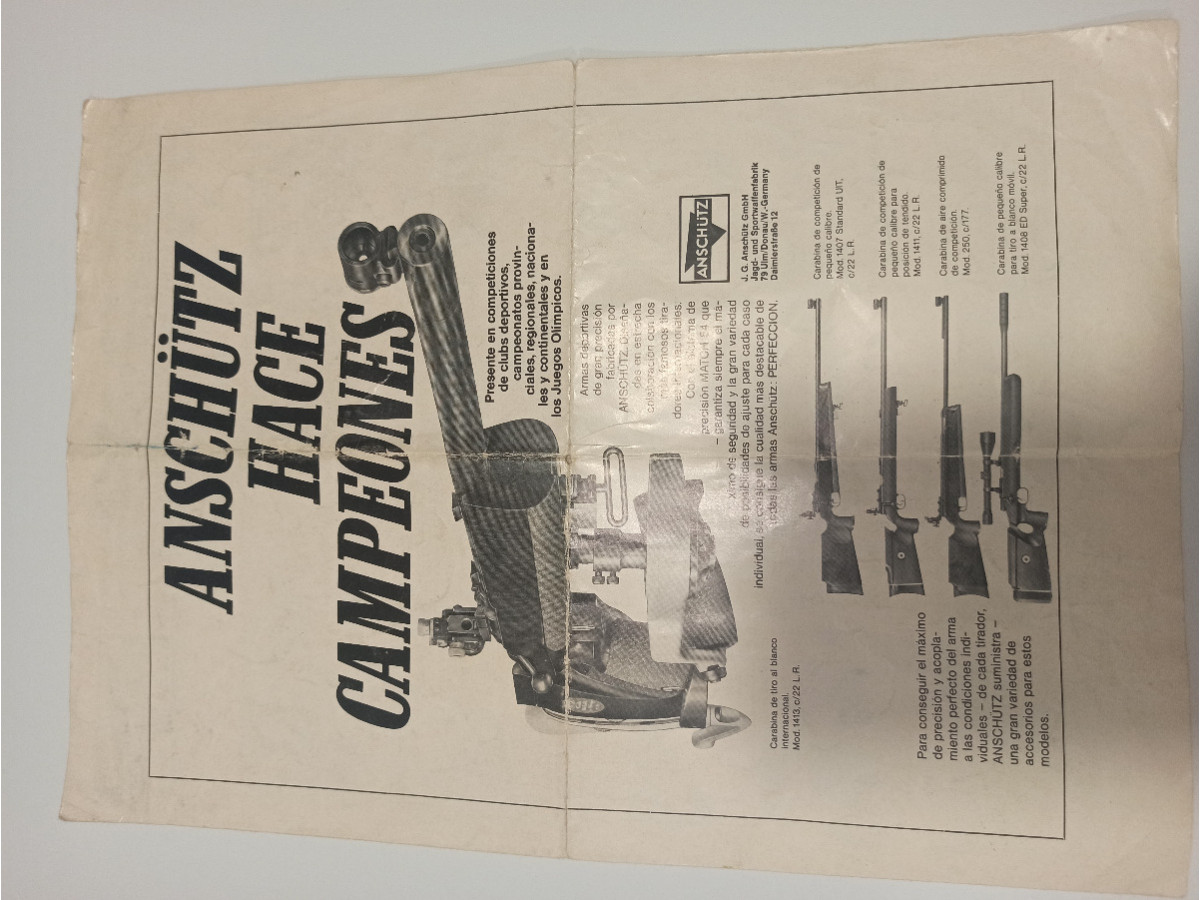 ANSCHÜTZ
HACE
CAMPEONES
Presente en competiciones
de clubs deportivos,
campeonatos provin-
ciales, regionales, naciona-
les y continentales y en
los Juegos Olímpicos.
Armas deportivas
de gran precisión
fabricadas por
ANSCHÜTZ. Diseña-
das en estrecha
colaboración con los
más famosos tira-
dores internacionales.
Con el sistema de
precisión MATCH 54 que
– garantiza siempre el má-
ximo de seguridad y la gran variedad
de posibilidades de ajuste para cada caso
individual, se consigue la cualidad más destacable de
todas las armas Anschütz: PERFECCION.
ANSCHÜTZ
J. G. Anschütz GmbH
Jagd- und Sportwaffenfabrik
79 Ulm/Donau/W.-Germany
Daimlerstraße 12
Carabina de tiro al blanco
internacional.
Mod. 1413, c/22 L.R.
Carabina de competición de
pequeño calibre.
Mod. 1407 Standard UIT,
c/22 L.R.
Carabina de competición de
pequeño calibre para
posición de tendido.
Mod. 1411, c/22 L.R.
Carabina de aire comprimido
de competición.
Mod. 250, c/177.
Carabina de pequeño calibre
para tiro a blanco móvil.
Mod. 1408 ED Super, c/22 L.R.
Para conseguir el máximo
de precisión y acopla-
miento perfecto del arma
a las condiciones indi-
viduales – de cada tirador,
ANSCHÜTZ suministra –
una gran variedad de
accesorios para estos
modelos.